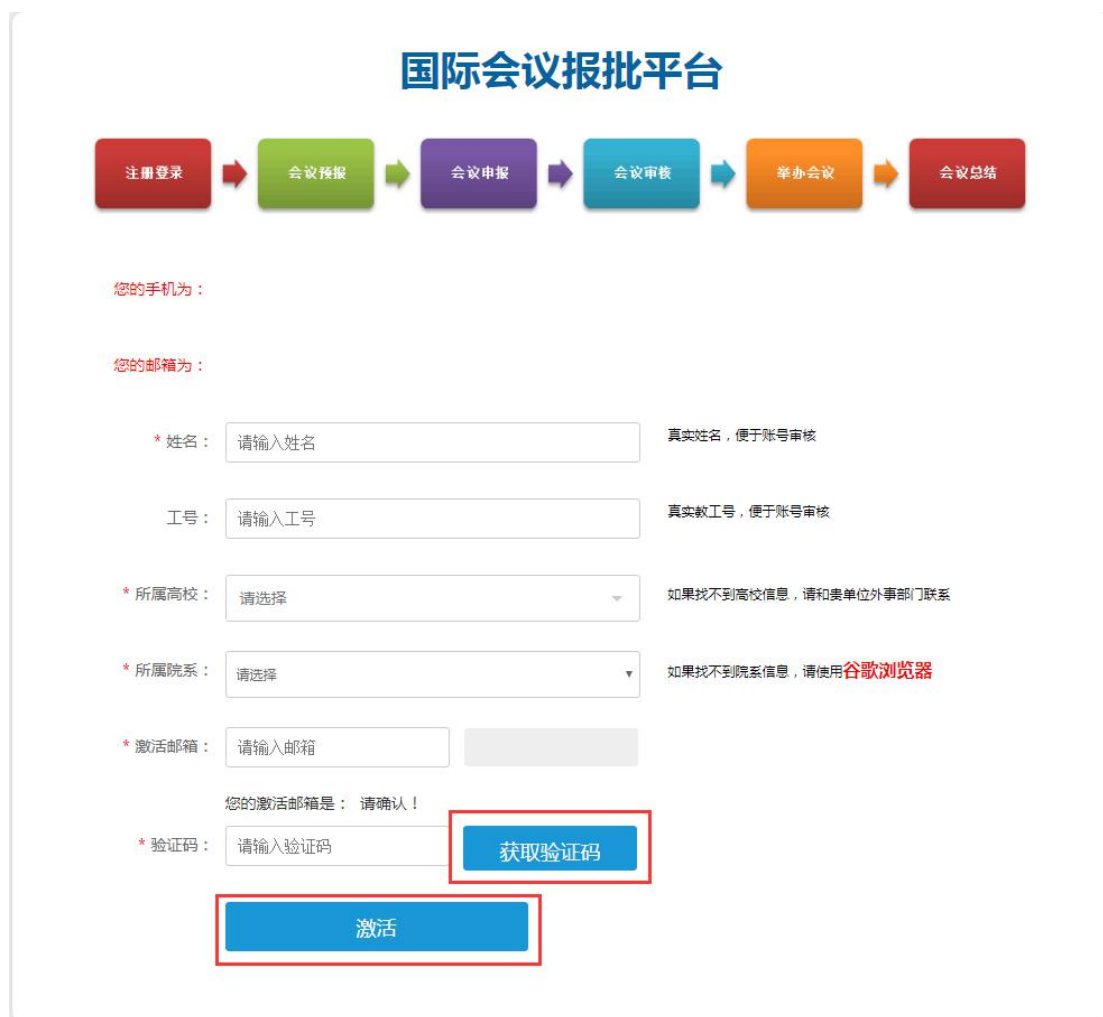 国际会议报批平台
注册登录 会议预报 会议申报 会议审核 举办会议 会议总结
您的手机为：
您的邮箱为：
* 姓名： 请输入姓名 真实姓名，便于账号审核
工号： 请输入工号 真实教工号，便于账号审核
* 所属高校： 请选择 如果找不到高校信息，请和贵单位外事部门联系
* 所属院系： 请选择 如果找不到院系信息，请使用谷歌浏览器
* 激活邮箱： 请输入邮箱
您的激活邮箱是： 请确认！
* 验证码： 请输入验证码 获取验证码
激活